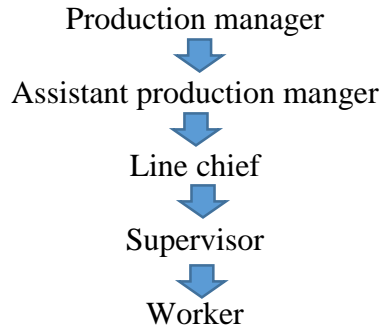 Production manager
Assistant production manger
Line chief
Supervisor
Worker